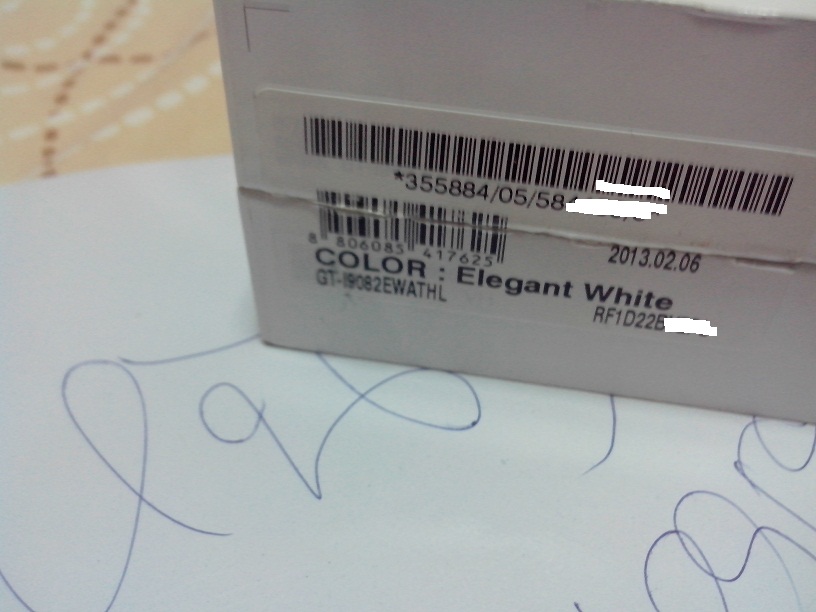 *355884/05/58
8 806085 417625
2013.02.06
COLOR : Elegant White
GT-I9082EWATHL
RF1D22E